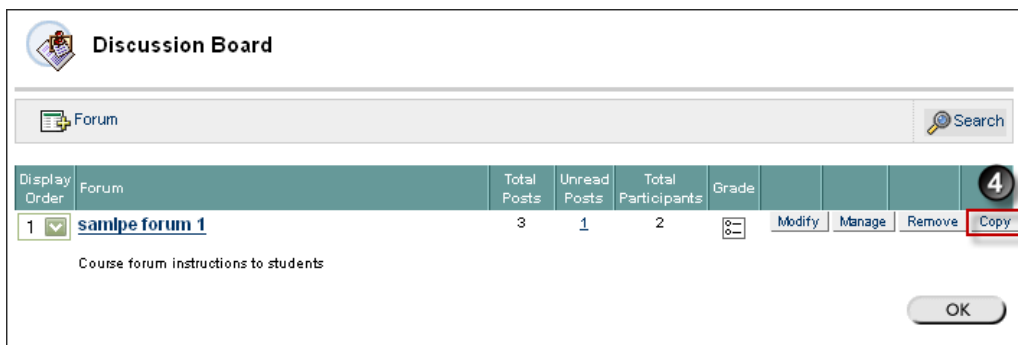 Discussion Board
Forum
Search
Display Order Forum Total Posts Unread Posts Total Participants Grade 4
1 samlpe forum 1 3 1 2 Modify Manage Remove Copy
Course forum instructions to students
OK